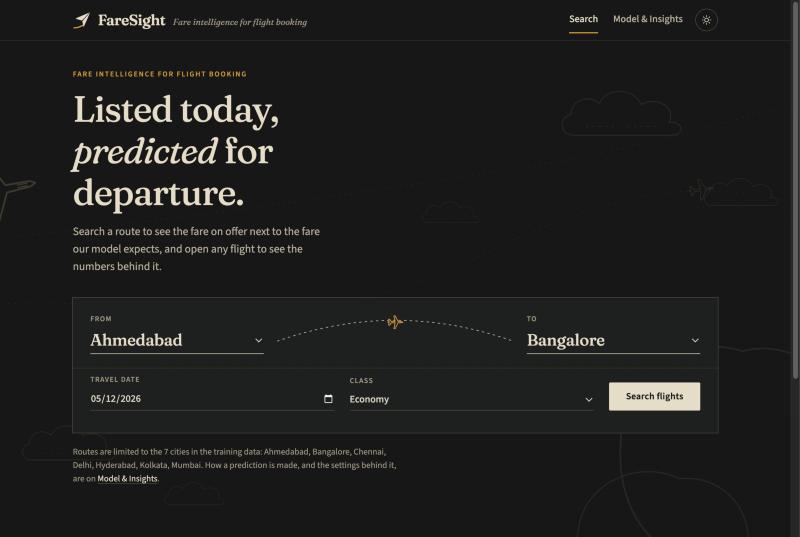 FareSight Fare intelligence for flight booking Search Model & Insights
FARE INTELLIGENCE FOR FLIGHT BOOKING
Listed today,
predicted for
departure.
Search a route to see the fare on offer next to the fare
our model expects, and open any flight to see the
numbers behind it.
FROM TO
Ahmedabad Bangalore
TRAVEL DATE CLASS
05/12/2026 Economy Search flights
Routes are limited to the 7 cities in the training data: Ahmedabad, Bangalore, Chennai,
Delhi, Hyderabad, Kolkata, Mumbai. How a prediction is made, and the settings behind it,
are on Model & Insights.